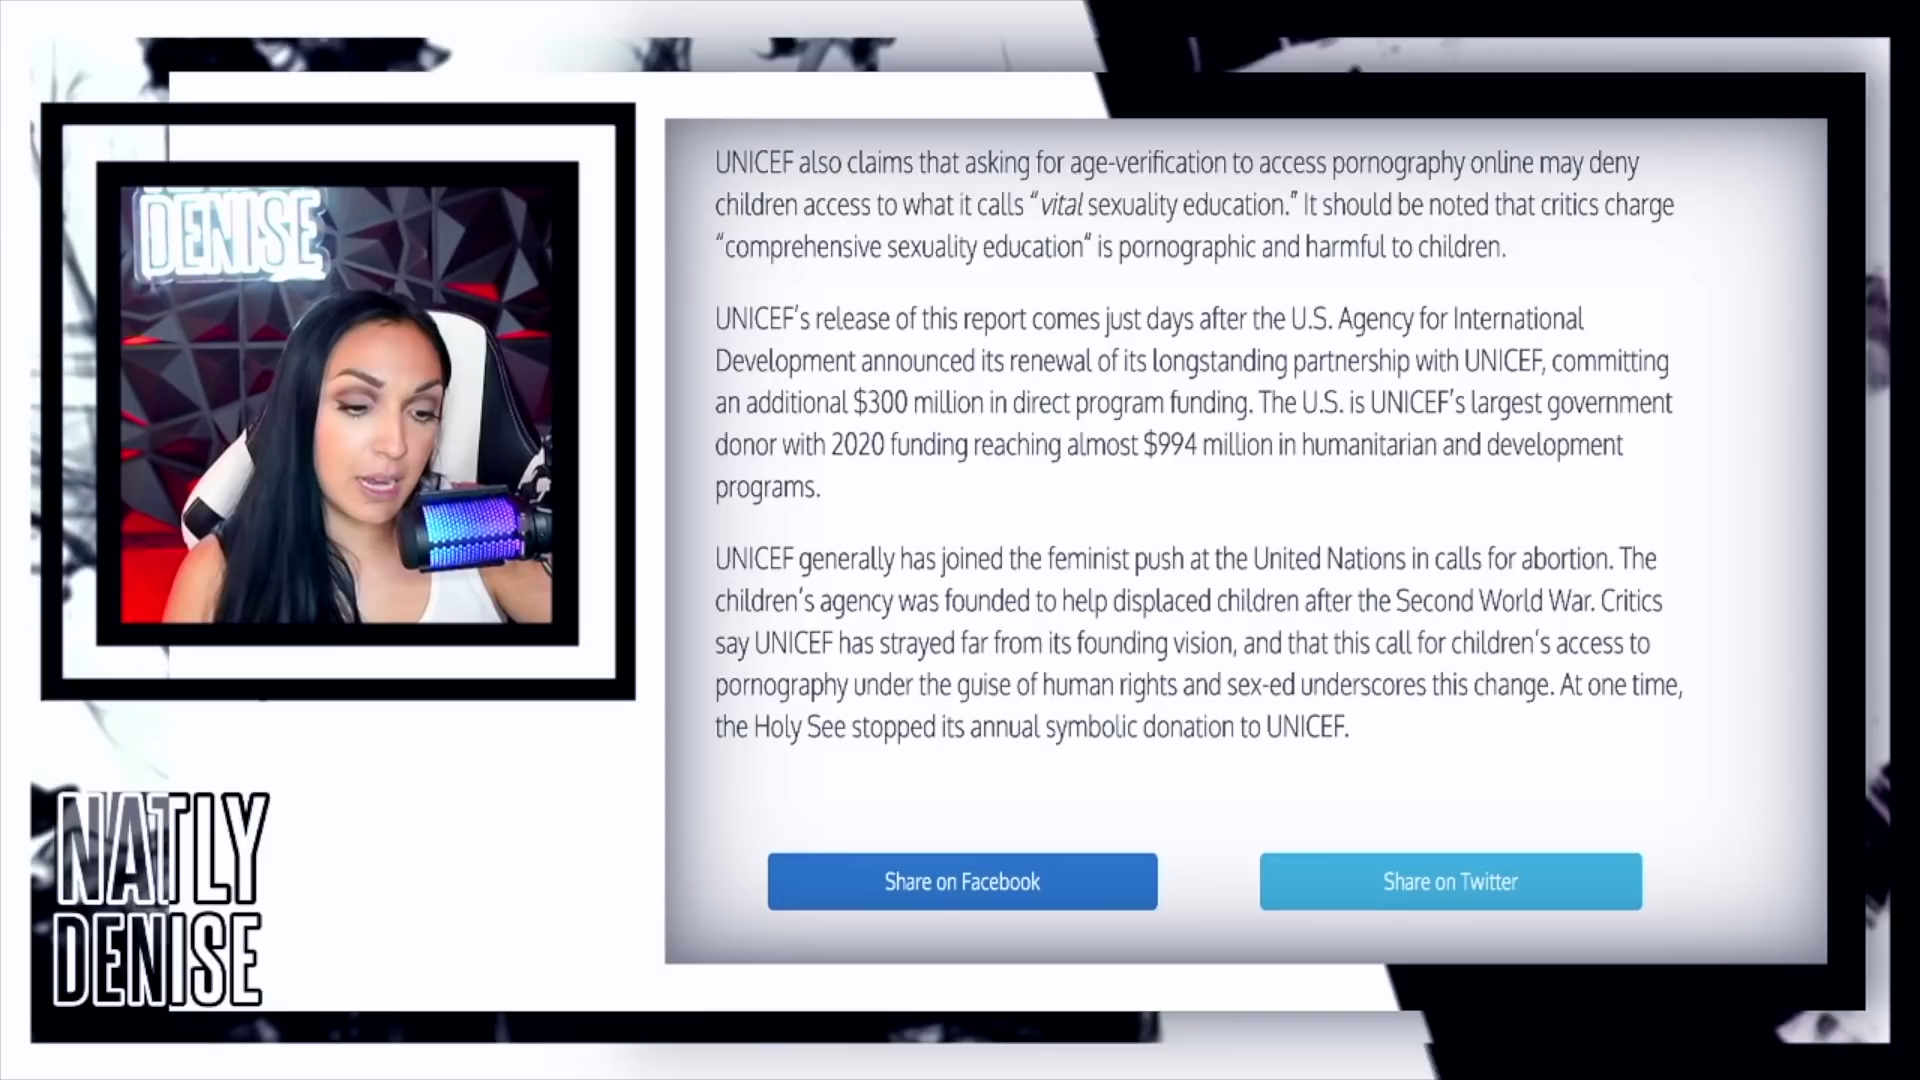 DENISE
UNICEF also claims that asking for age-verification to access pornography online may deny
children access to what it calls “vital sexuality education.” It should be noted that critics charge
“comprehensive sexuality education“ is pornographic and harmful to children.
UNICEF’s release of this report comes just days after the U.S. Agency for International
Development announced its renewal of its longstanding partnership with UNICEF, committing
an additional $300 million in direct program funding. The U.S. is UNICEF’s largest government
donor with 2020 funding reaching almost $994 million in humanitarian and development
programs.
UNICEF generally has joined the feminist push at the United Nations in calls for abortion. The
children’s agency was founded to help displaced children after the Second World War. Critics
say UNICEF has strayed far from its founding vision, and that this call for children’s access to
pornography under the guise of human rights and sex-ed underscores this change. At one time,
the Holy See stopped its annual symbolic donation to UNICEF.
Share on Facebook
Share on Twitter
NATLY
DENISE